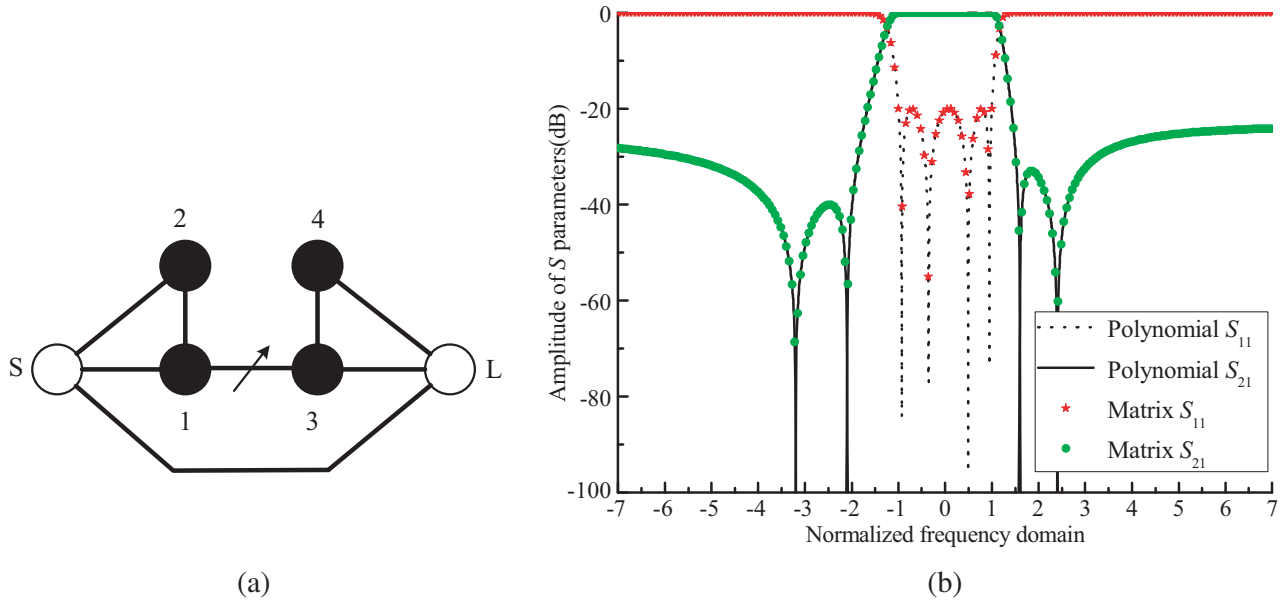 2
4
S
L
1
3
(a)
Amplitude of S parameters(dB)
0
-20
-40
-60
-80
-100
-7 -6 -5 -4 -3 -2 -1 0 1 2 3 4 5 6 7
Normalized frequency domain
Polynomial S11
Polynomial S21
Matrix S11
Matrix S21
(b)